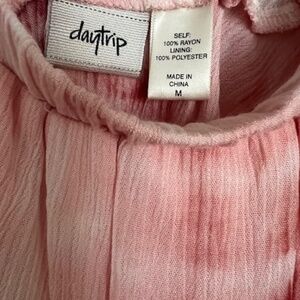 daytrip
SELF:
100% RAYON
LINING:
100% POLYESTER
MADE IN
CHINA
M